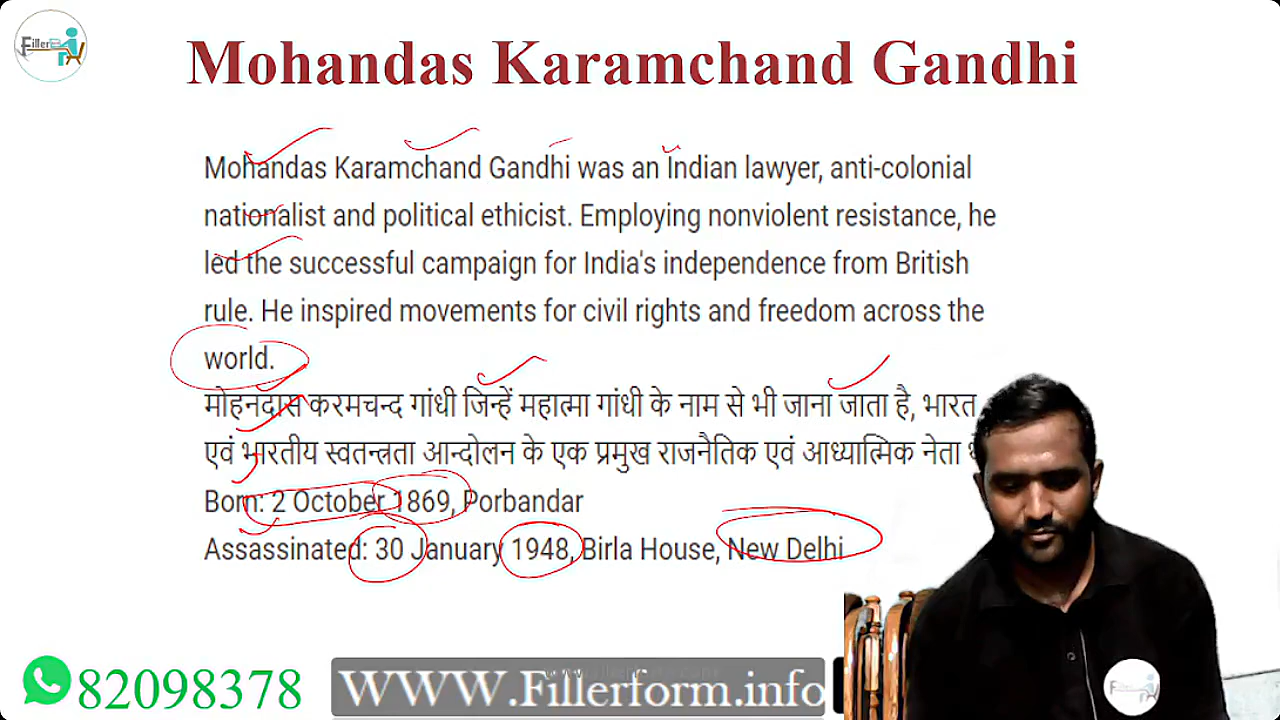 Filler
Mohandas Karamchand Gandhi
Mohandas Karamchand Gandhi was an Indian lawyer, anti-colonial
nationalist and political ethicist. Employing nonviolent resistance, he
led the successful campaign for India's independence from British
rule. He inspired movements for civil rights and freedom across the
world.
मोहनदास करमचन्द गांधी जिन्हें महात्मा गांधी के नाम से भी जाना जाता है, भारत
एवं भारतीय स्वतन्त्रता आन्दोलन के एक प्रमुख राजनैतिक एवं आध्यात्मिक नेता
Born: 2 October 1869, Porbandar
Assassinated: 30 January 1948, Birla House, New Delhi
82098378
WWW.Fillerform.info